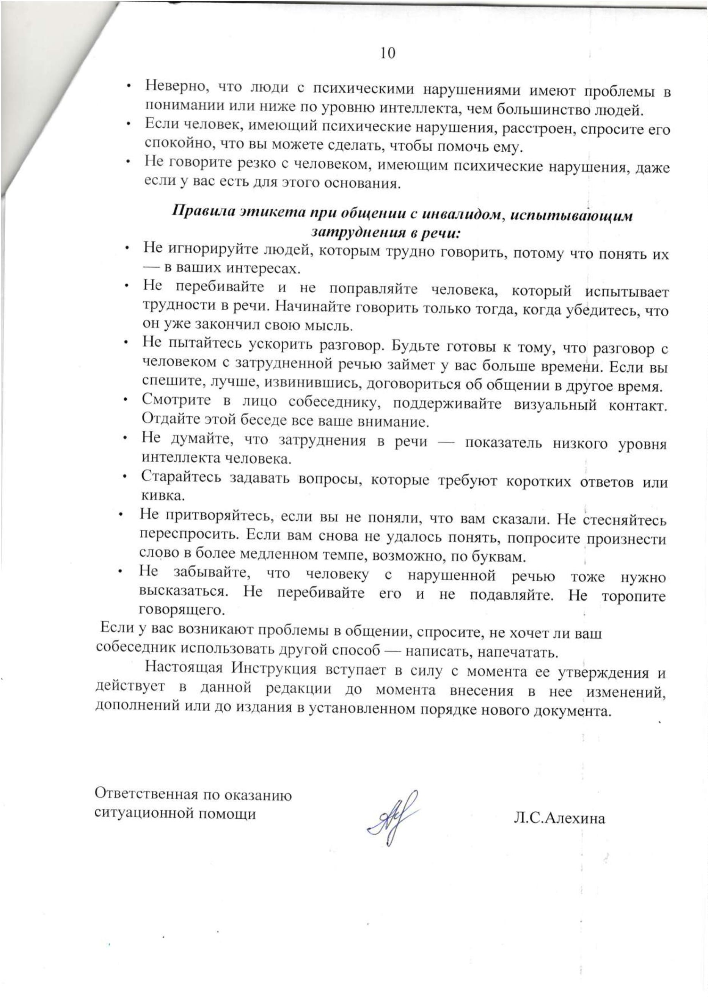 10
• Неверно, что люди с психическими нарушениями имеют проблемы в
понимании или ниже по уровню интеллекта, чем большинство людей.
• Если человек, имеющий психические нарушения, расстроен, спросите его
спокойно, что вы можете сделать, чтобы помочь ему.
• Не говорите резко с человеком, имеющим психические нарушения, даже
если у вас есть для этого основания.
Правила этикета при общении с инвалидом, испытывающим
затруднения в речи:
• Не игнорируйте людей, которым трудно говорить, потому что понять их
— в ваших интересах.
• Не перебивайте и не поправляйте человека, который испытывает
трудности в речи. Начинайте говорить только тогда, когда убедитесь, что
он уже закончил свою мысль.
• Не пытайтесь ускорить разговор. Будьте готовы к тому, что разговор с
человеком с затрудненной речью займет у вас больше времени. Если вы
спешите, лучше, извинившись, договориться об общении в другое время.
• Смотрите в лицо собеседнику, поддерживайте визуальный контакт.
Отдайте этой беседе все ваше внимание.
• Не думайте, что затруднения в речи — показатель низкого уровня
интеллекта человека.
• Старайтесь задавать вопросы, которые требуют коротких ответов или
кивка.
• Не притворяйтесь, если вы не поняли, что вам сказали. Не стесняйтесь
переспросить. Если вам снова не удалось понять, попросите произнести
слово в более медленном темпе, возможно, по буквам.
• Не забывайте, что человеку с нарушенной речью тоже нужно
высказаться. Не перебивайте его и не подавляйте. Не торопите
говорящего.
Если у вас возникают проблемы в общении, спросите, не хочет ли ваш
собеседник использовать другой способ — написать, напечатать.
Настоящая Инструкция вступает в силу с момента ее утверждения и
действует в данной редакции до момента внесения в нее изменений,
дополнений или до издания в установленном порядке нового документа.
Ответственная по оказанию
ситуационной помощи
Л.С.Алехина